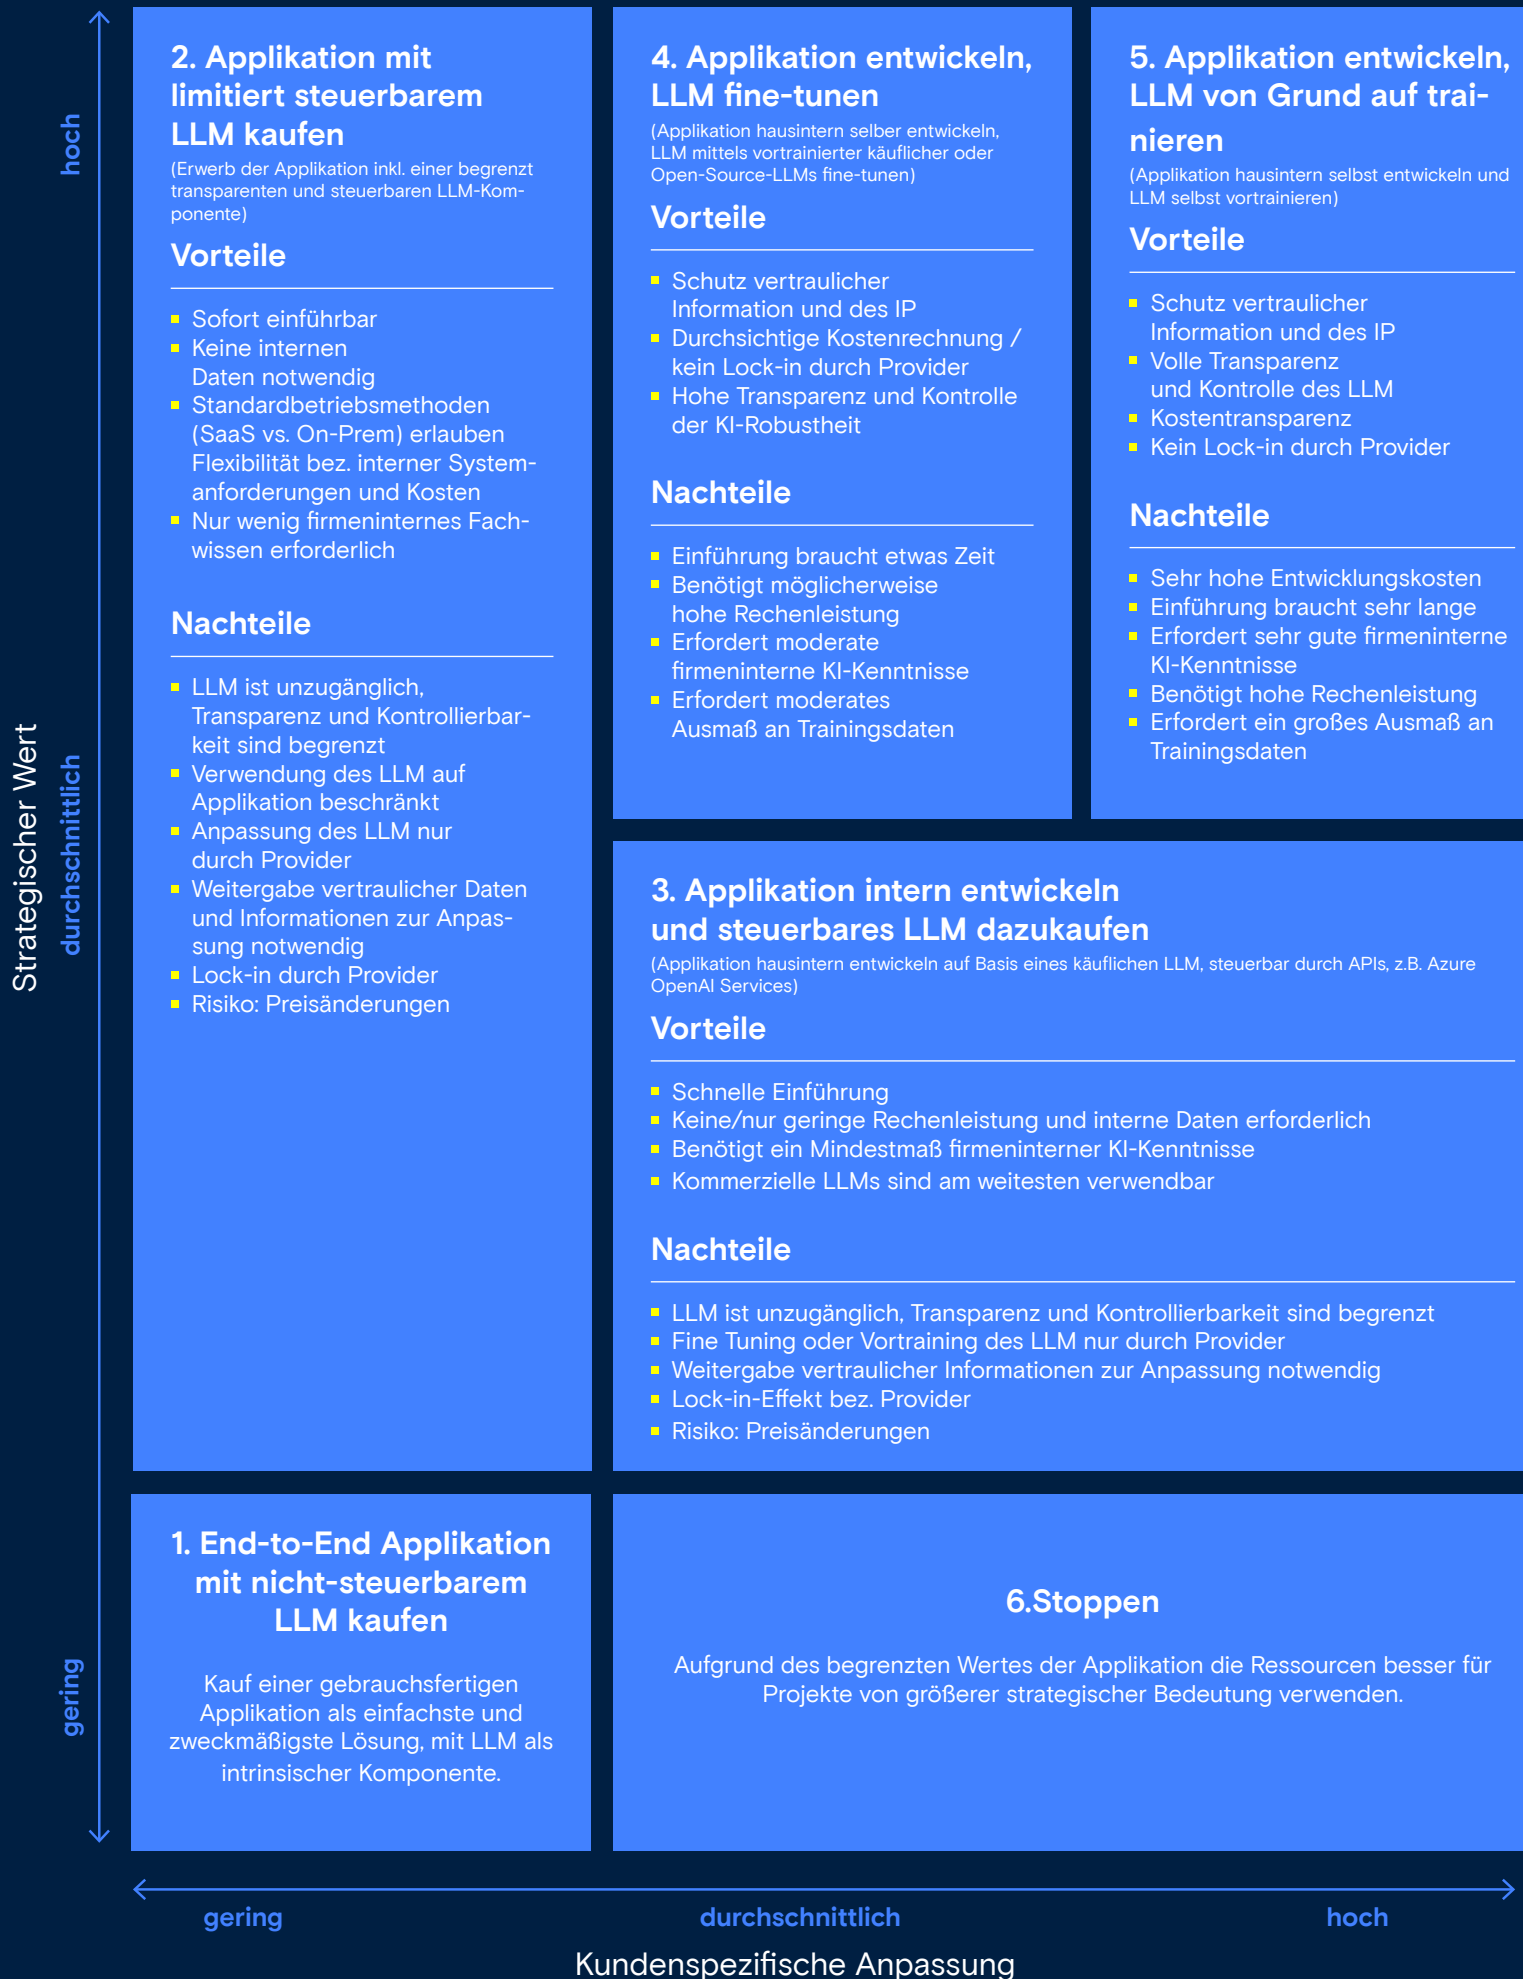 Strategischer Wert
hoch
durchschnittlich
gering
2. Applikation mit
limitiert steuerbarem
LLM kaufen
(Erwerb der Applikation inkl. einer begrenzt
transparenten und steuerbaren LLM-Kom-
ponente)
Vorteile
Sofort einführbar
Keine internen
Daten notwendig
Standardbetriebsmethoden
(SaaS vs. On-Prem) erlauben
Flexibilität bez. interner System-
anforderungen und Kosten
Nur wenig firmeninternes Fach-
wissen erforderlich
Nachteile
LLM ist unzugänglich,
Transparenz und Kontrollierbar-
keit sind begrenzt
Verwendung des LLM auf
Applikation beschränkt
Anpassung des LLM nur
durch Provider
Weitergabe vertraulicher Daten
und Informationen zur Anpas-
sung notwendig
Lock-in durch Provider
Risiko: Preisänderungen
4. Applikation entwickeln,
LLM fine-tunen
(Applikation hausintern selber entwickeln,
LLM mittels vortrainierter käuflicher oder
Open-Source-LLMs fine-tunen)
Vorteile
Schutz vertraulicher
Information und des IP
Durchsichtige Kostenrechnung /
kein Lock-in durch Provider
Hohe Transparenz und Kontrolle
der KI-Robustheit
Nachteile
Einführung braucht etwas Zeit
Benötigt möglicherweise
hohe Rechenleistung
Erfordert moderate
firmeninterne KI-Kenntnisse
Erfordert moderates
Ausmaß an Trainingsdaten
5. Applikation entwickeln,
LLM von Grund auf trai-
nieren
(Applikation hausintern selbst entwickeln und
LLM selbst vortrainieren)
Vorteile
Schutz vertraulicher
Information und des IP
Volle Transparenz
und Kontrolle des LLM
Kostentransparenz
Kein Lock-in durch Provider
Nachteile
Sehr hohe Entwicklungskosten
Einführung braucht sehr lange
Erfordert sehr gute firmeninterne
KI-Kenntnisse
Benötigt hohe Rechenleistung
Erfordert ein großes Ausmaß an
Trainingsdaten
3. Applikation intern entwickeln
und steuerbares LLM dazukaufen
(Applikation hausintern entwickeln auf Basis eines käuflichen LLM, steuerbar durch APIs, z.B. Azure
OpenAI Services)
Vorteile
Schnelle Einführung
Keine/nur geringe Rechenleistung und interne Daten erforderlich
Benötigt ein Mindestmaß firmeninterner KI-Kenntnisse
Kommerzielle LLMs sind am weitesten verwendbar
Nachteile
LLM ist unzugänglich, Transparenz und Kontrollierbarkeit sind begrenzt
Fine Tuning oder Vortraining des LLM nur durch Provider
Weitergabe vertraulicher Informationen zur Anpassung notwendig
Lock-in-Effekt bez. Provider
Risiko: Preisänderungen
1. End-to-End Applikation
mit nicht-steuerbarem
LLM kaufen
Kauf einer gebrauchsfertigen
Applikation als einfachste und
zweckmäßigste Lösung, mit LLM als
intrinsischer Komponente.
6.Stoppen
Aufgrund des begrenzten Wertes der Applikation die Ressourcen besser für
Projekte von größerer strategischer Bedeutung verwenden.
gering
durchschnittlich
hoch
Kundenspezifische Anpassung